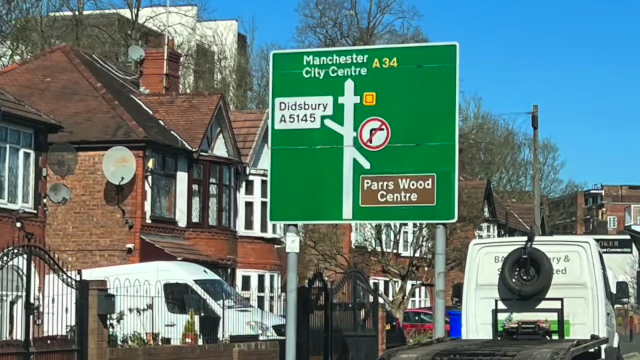 Manchester
City Centre A34
Didsbury
A5145
Parrs Wood
Centre